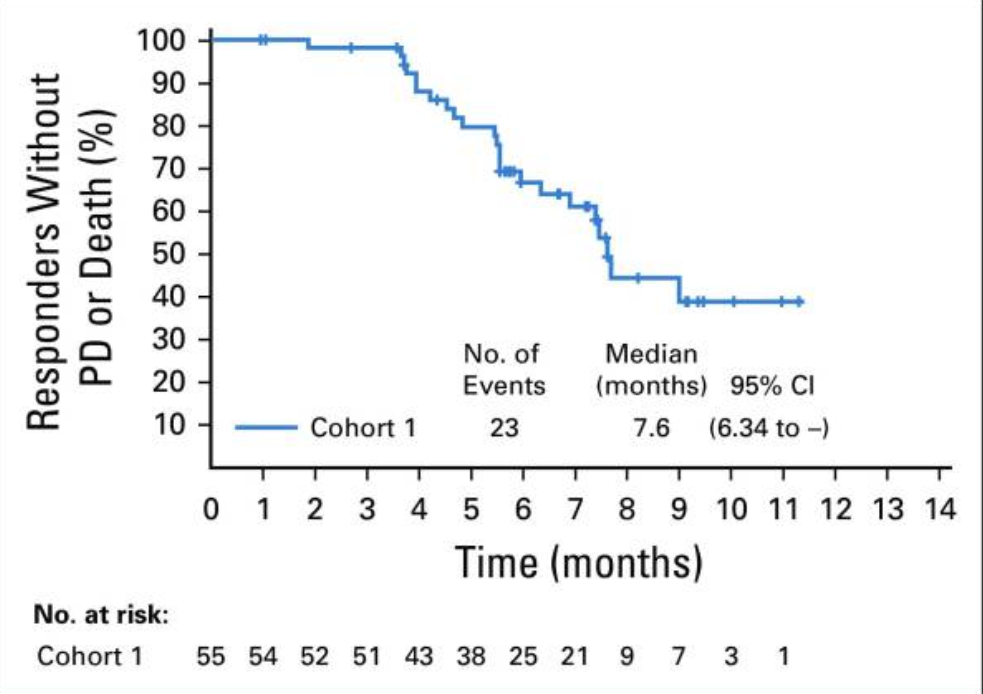 Responders Without
PD or Death (%)
100
90
80
70
60
50
40
30
20
10
No. of
Events
Median
(months)
95% CI
Cohort 1 23 7.6 (6.34 to –)
0 1 2 3 4 5 6 7 8 9 10 11 12 13 14
Time (months)
No. at risk:
Cohort 1 55 54 52 51 43 38 25 21 9 7 3 1